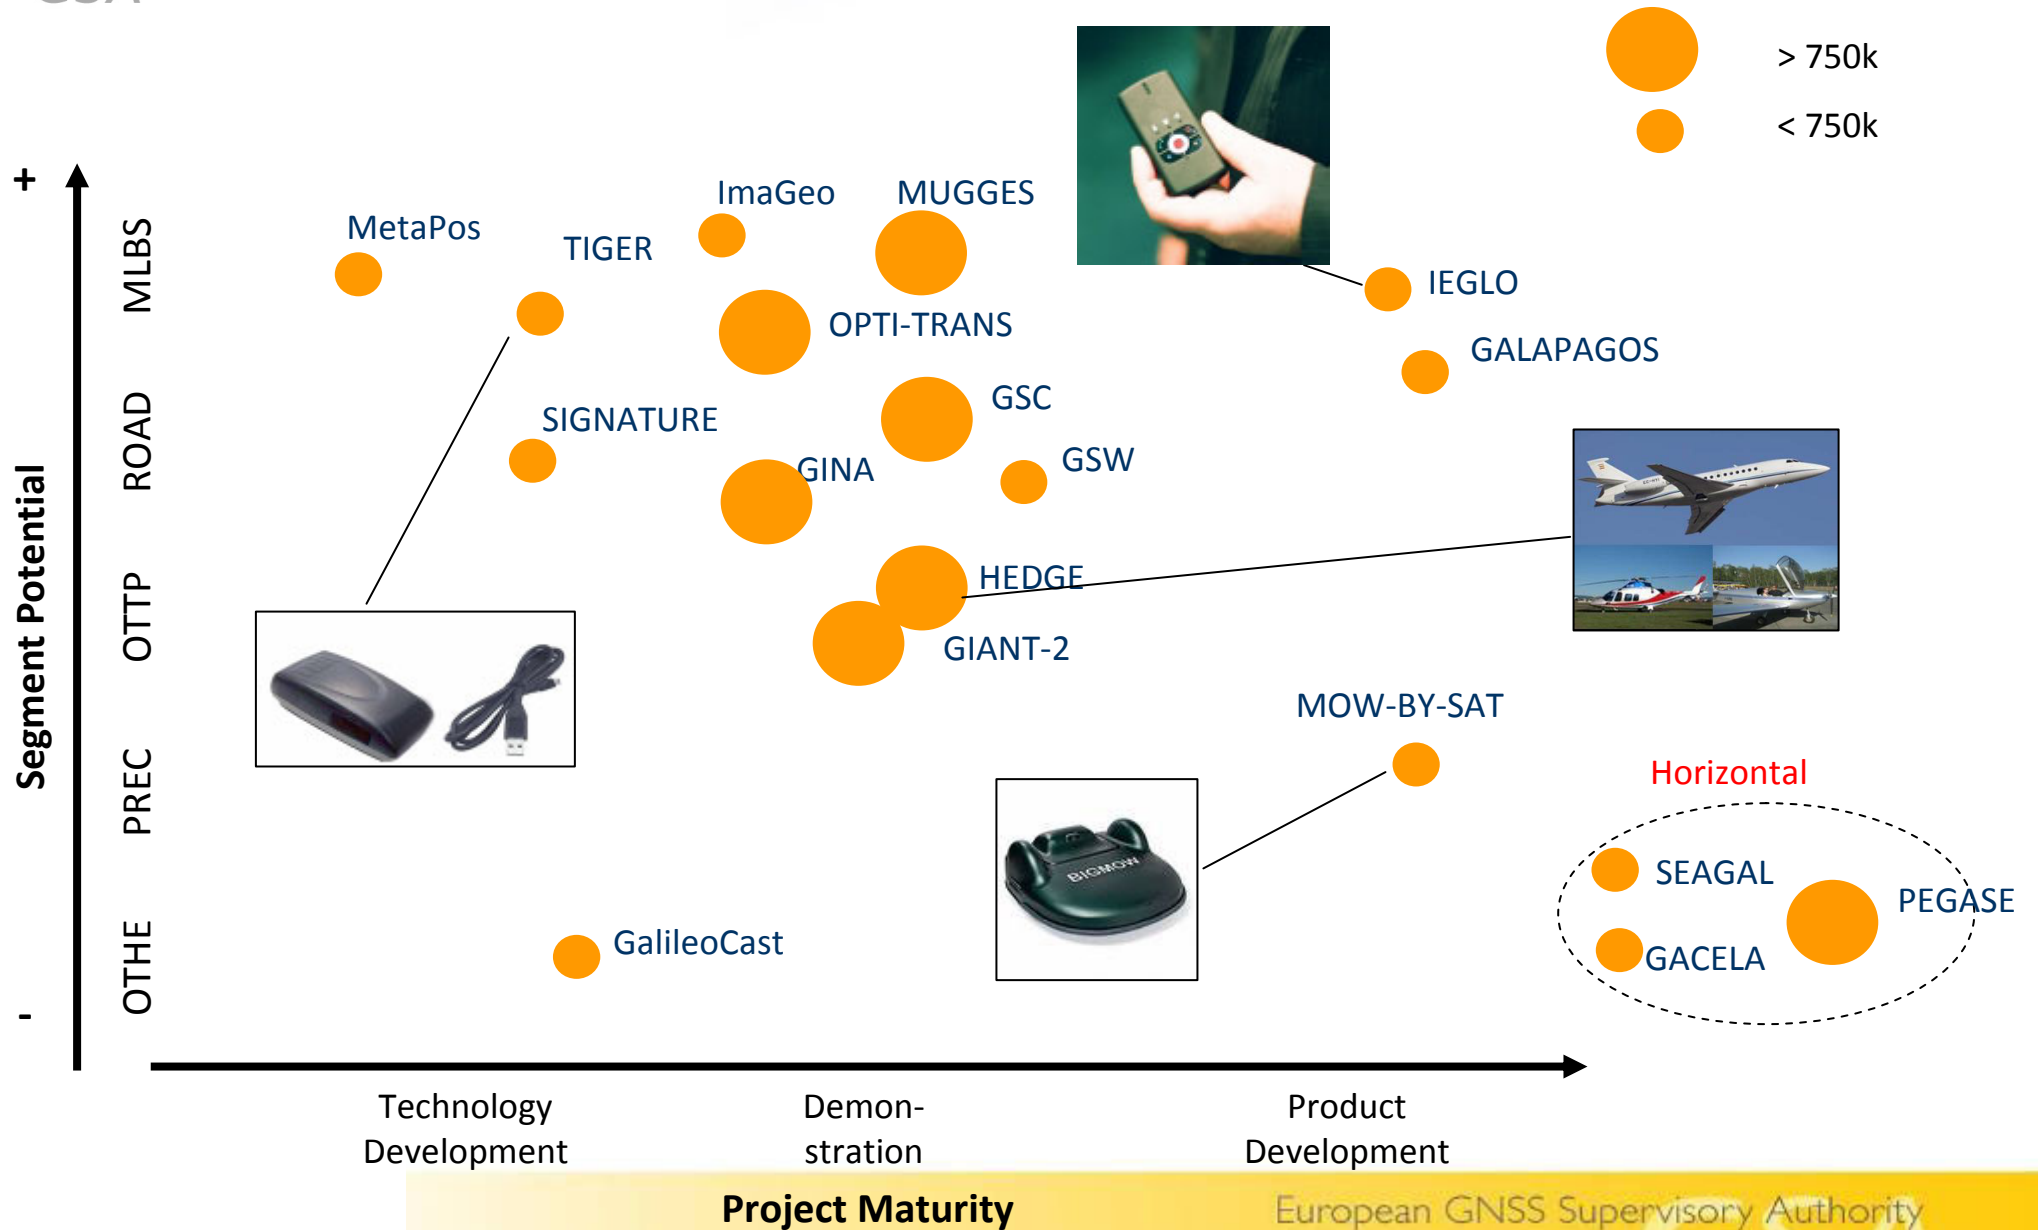 GSA
> 750k
< 750k
+
Segment Potential
-
MLBS
ROAD
OTTP
PREC
OTHE
MetaPos
TIGER
ImaGeo
MUGGES
OPTI-TRANS
IEGLO
GALAPAGOS
SIGNATURE
GINA
GSC
GSW
HEDGE
GIANT-2
MOW-BY-SAT
BIGMOW
GalileoCast
Horizontal
SEAGAL
PEGASE
GACELA
Technology
Development
Demon-
stration
Product
Development
Project Maturity
European GNSS Supervisory Authority